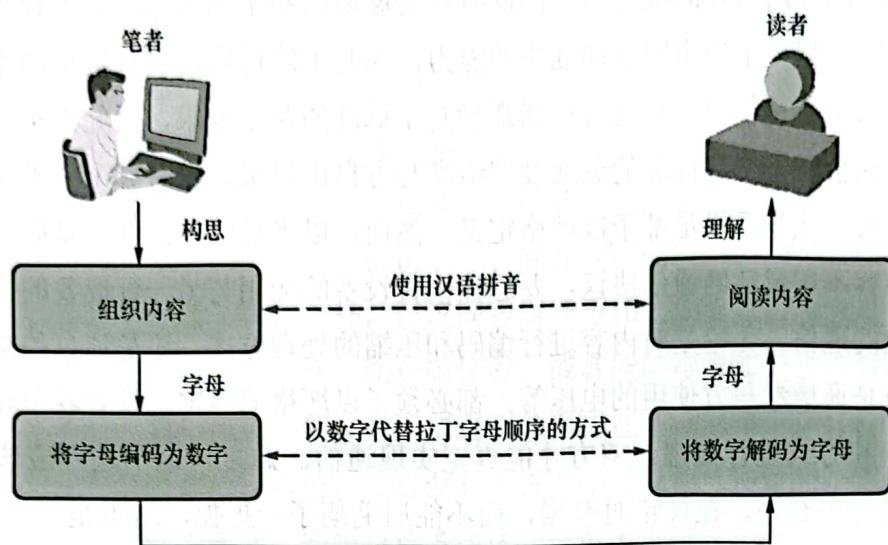 笔者
读者
构思
理解
组织内容
使用汉语拼音
阅读内容
字母
字母
将字母编码为数字
以数字代替拉丁字母顺序的方式
将数字解码为字母